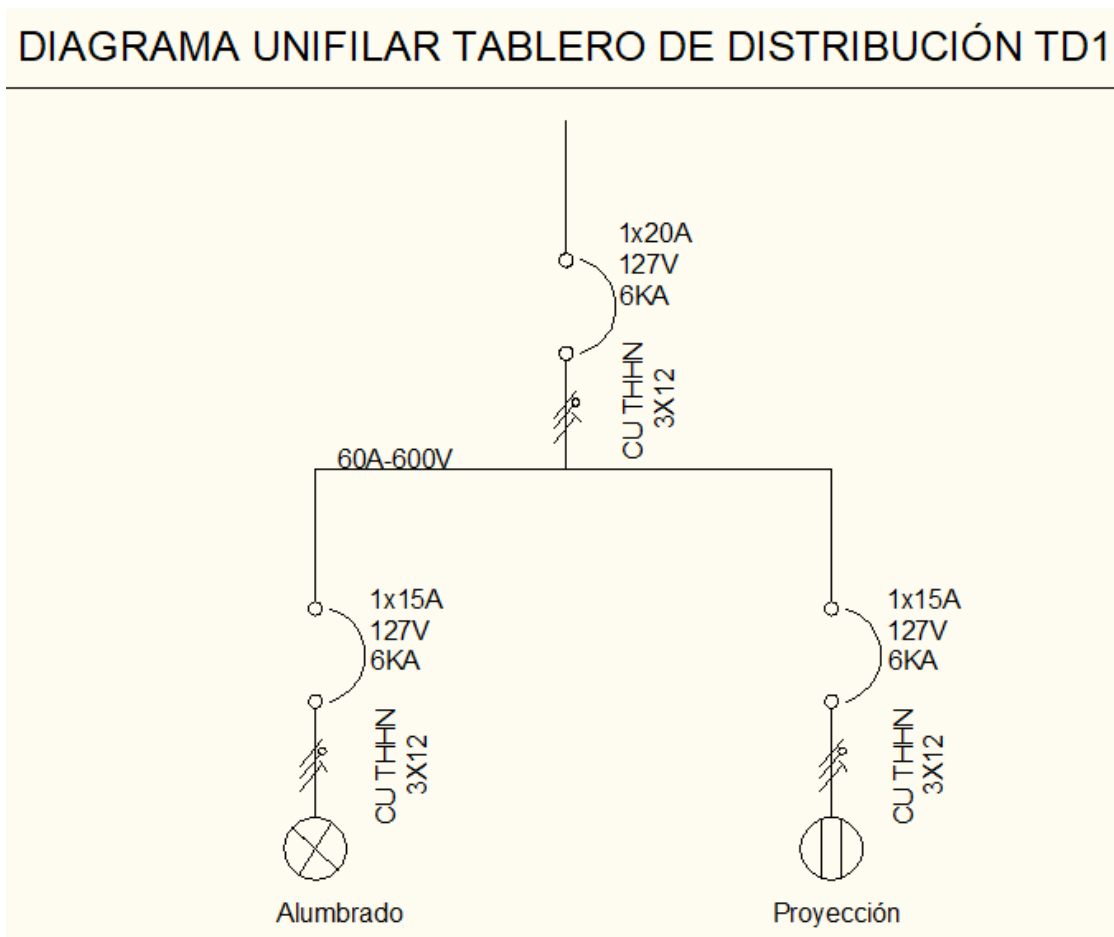 DIAGRAMA UNIFILAR TABLERO DE DISTRIBUCIÓN TD1
1x20A
127V
6KA
CU THHN
3X12
60A-600V
1x15A
127V
6KA
CU THHN
3X12
Alumbrado
1x15A
127V
6KA
CU THHN
3X12
Proyección